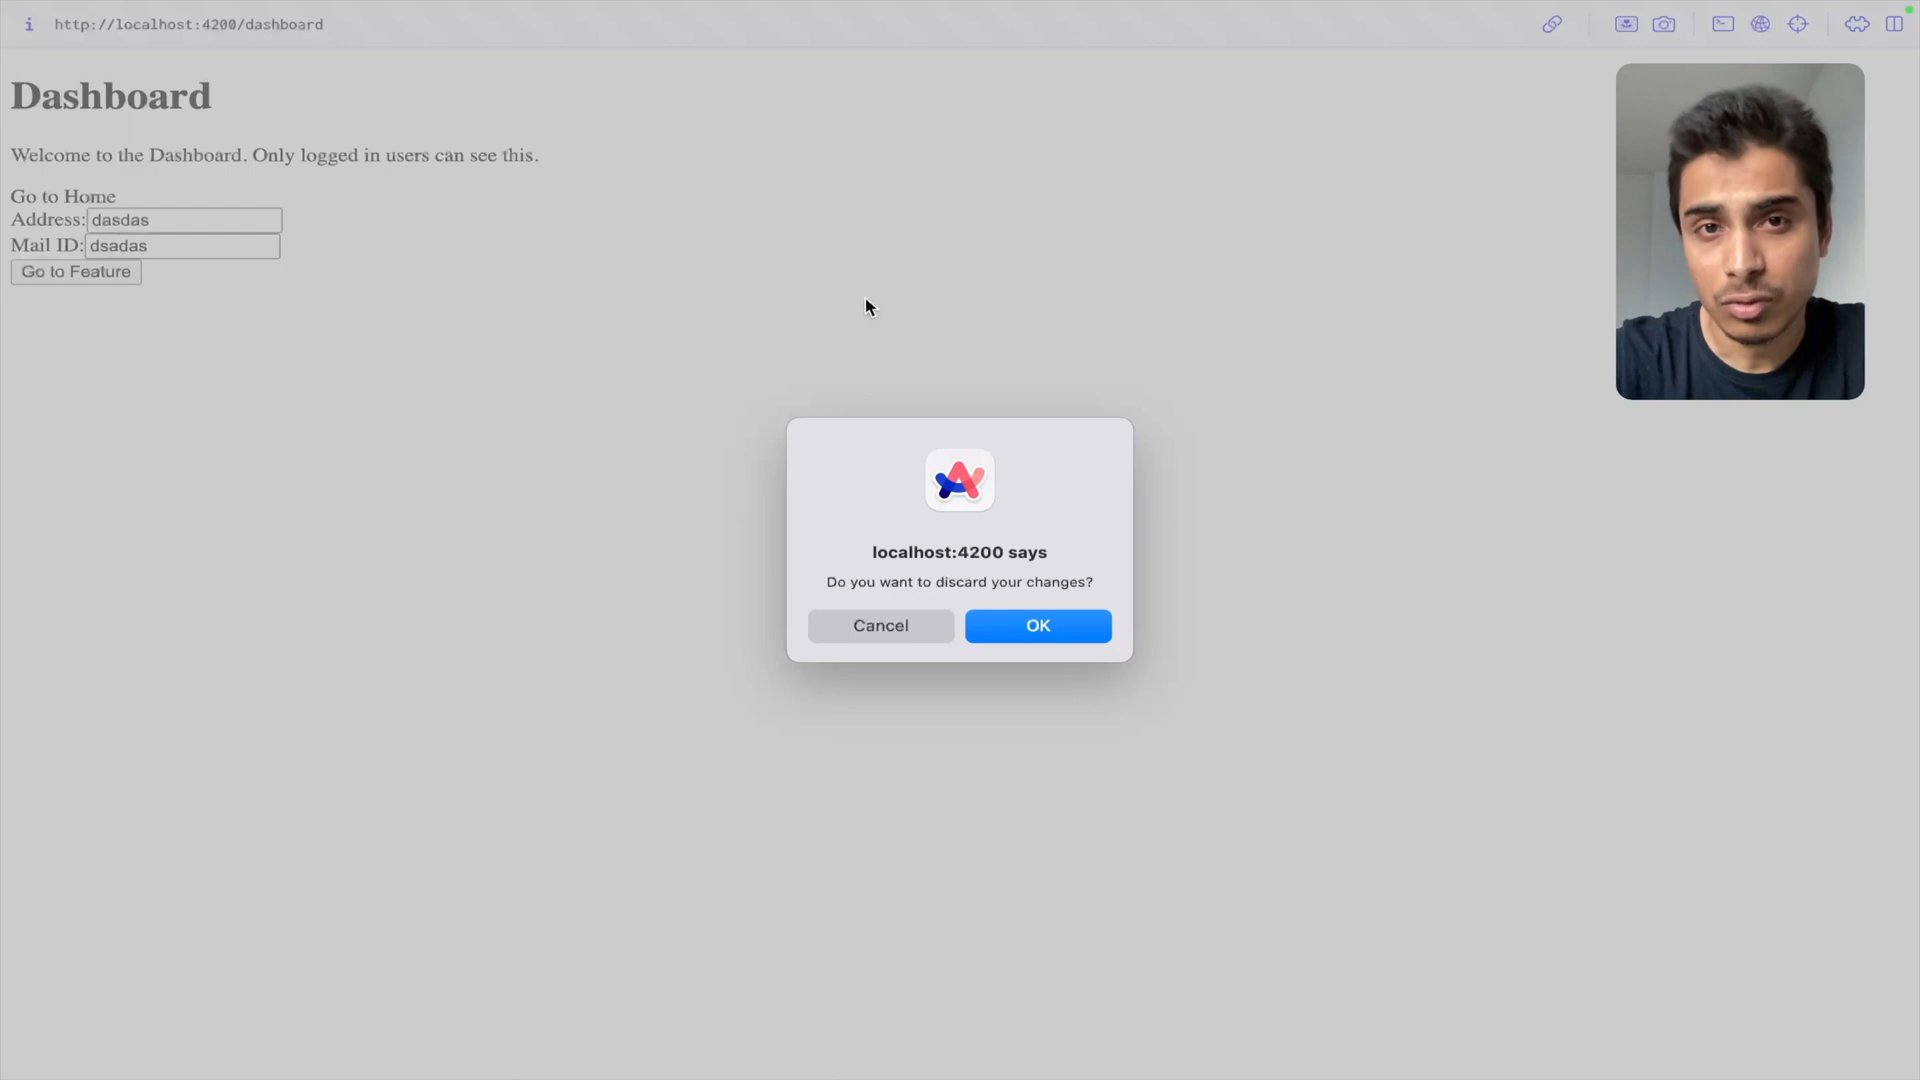 http://localhost:4200/dashboard
Dashboard
Welcome to the Dashboard. Only logged in users can see this.
Go to Home
Address: dasdas
Mail ID: dsadas
Go to Feature
localhost:4200 says
Do you want to discard your changes?
Cancel OK